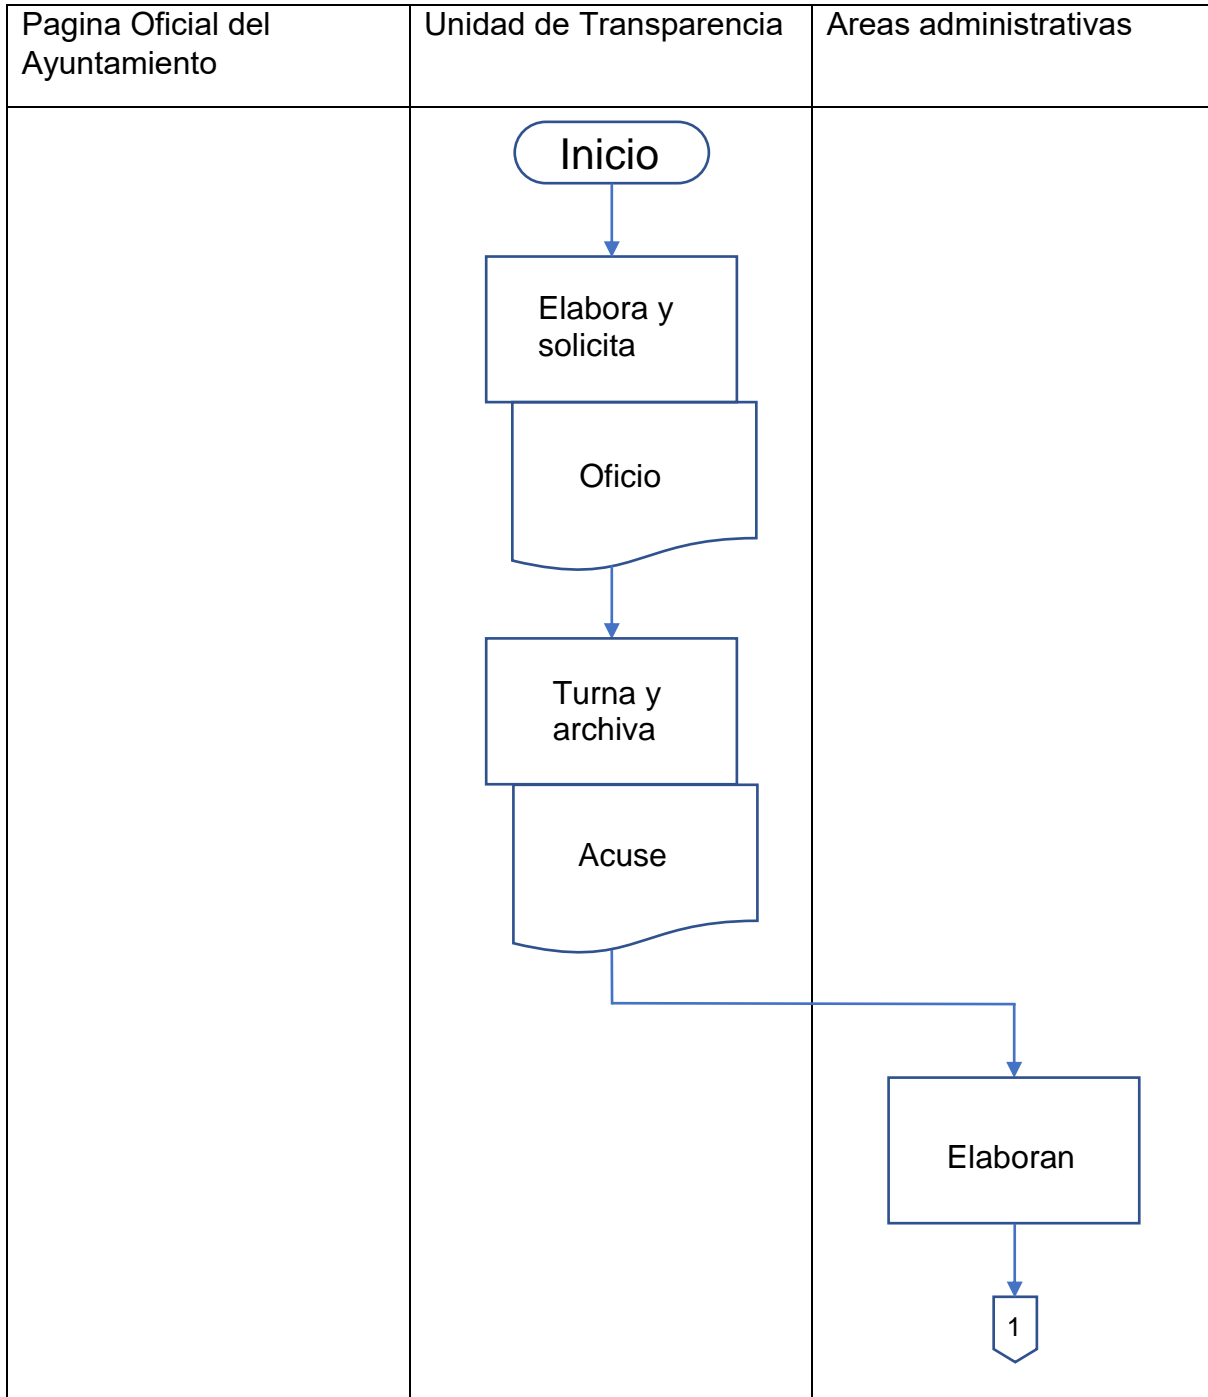 Pagina Oficial del
Ayuntamiento
Unidad de Transparencia
Areas administrativas
Inicio
Elabora y
solicita
Oficio
Turna y
archiva
Acuse
Elaboran
1